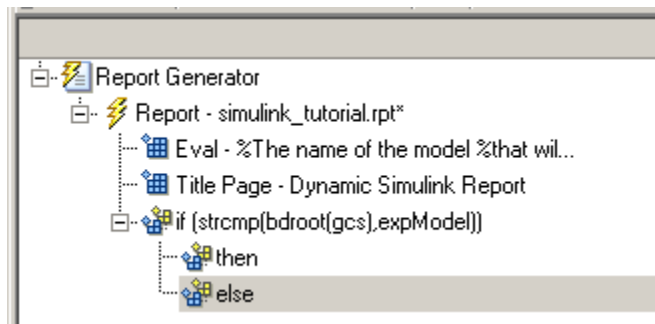 Report Generator
Report - simulink_tutorial.rpt*
Eval - %The name of the model %that wil...
Title Page - Dynamic Simulink Report
if (strcmp(bdroot(gcs),expModel))
then
else